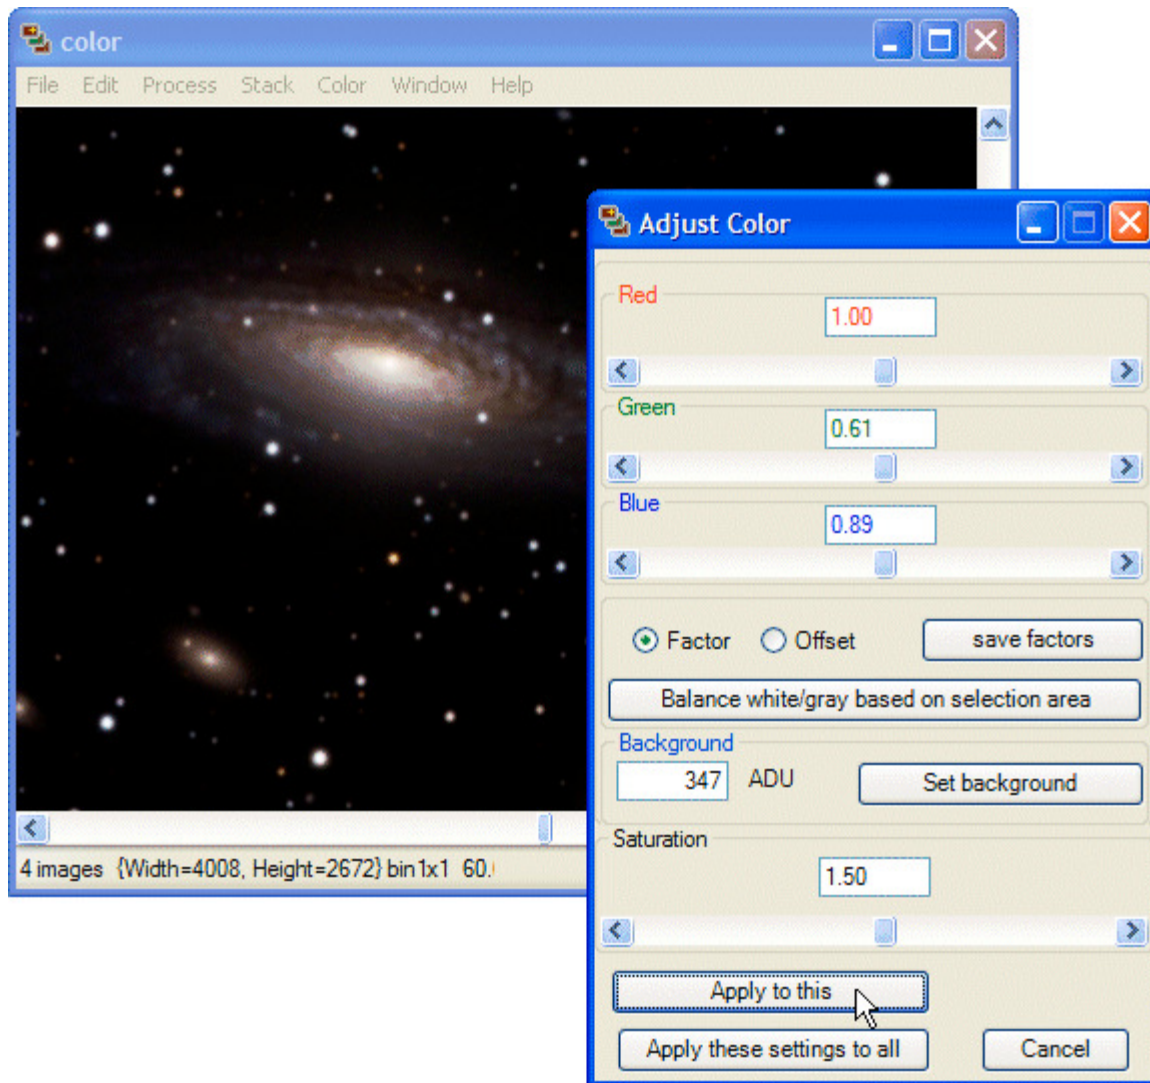 color
File Edit Process Stack Color Window Help
Adjust Color
Red
1.00
Green
0.61
Blue
0.89
Factor Offset save factors
Balance white/gray based on selection area
Background
347 ADU Set background
Saturation
1.50
Apply to this
Apply these settings to all Cancel
4 images {Width=4008, Height=2672} bin1x1 60.